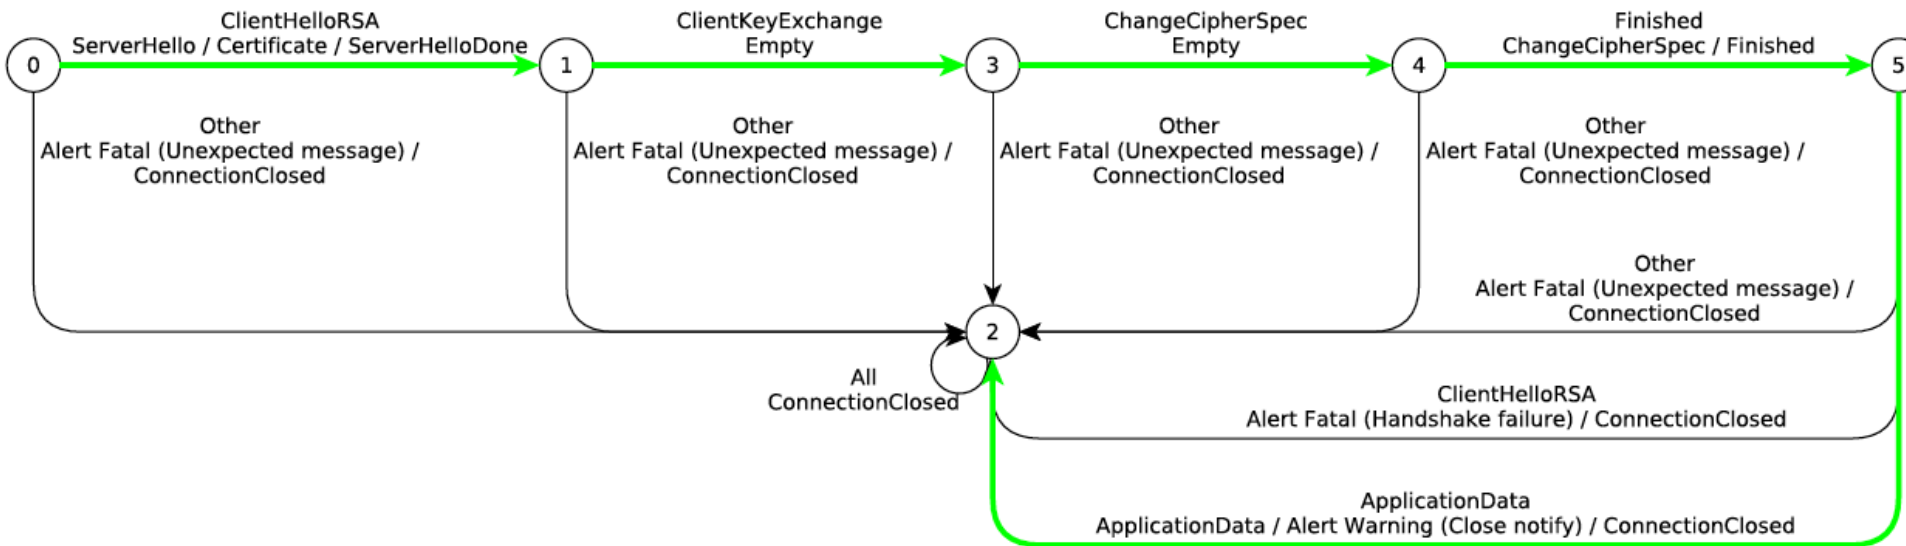 ClientHelloRSA
ServerHello / Certificate / ServerHelloDone
ClientKeyExchange
Empty
ChangeCipherSpec
Empty
Finished
ChangeCipherSpec / Finished
0
1
3
4
5
Other
Alert Fatal (Unexpected message) /
ConnectionClosed
Other
Alert Fatal (Unexpected message) /
ConnectionClosed
Other
Alert Fatal (Unexpected message) /
ConnectionClosed
Other
Alert Fatal (Unexpected message) /
ConnectionClosed
Other
Alert Fatal (Unexpected message) /
ConnectionClosed
2
All
ConnectionClosed
ClientHelloRSA
Alert Fatal (Handshake failure) / ConnectionClosed
ApplicationData
ApplicationData / Alert Warning (Close notify) / ConnectionClosed